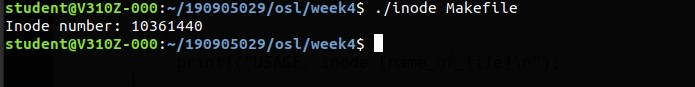 student@V310Z-000:~/190905029/osl/week4$ ./inode Makefile
Inode number: 10361440
student@V310Z-000:~/190905029/osl/week4$
printf("USAGE: inode [name_of_file]\n");